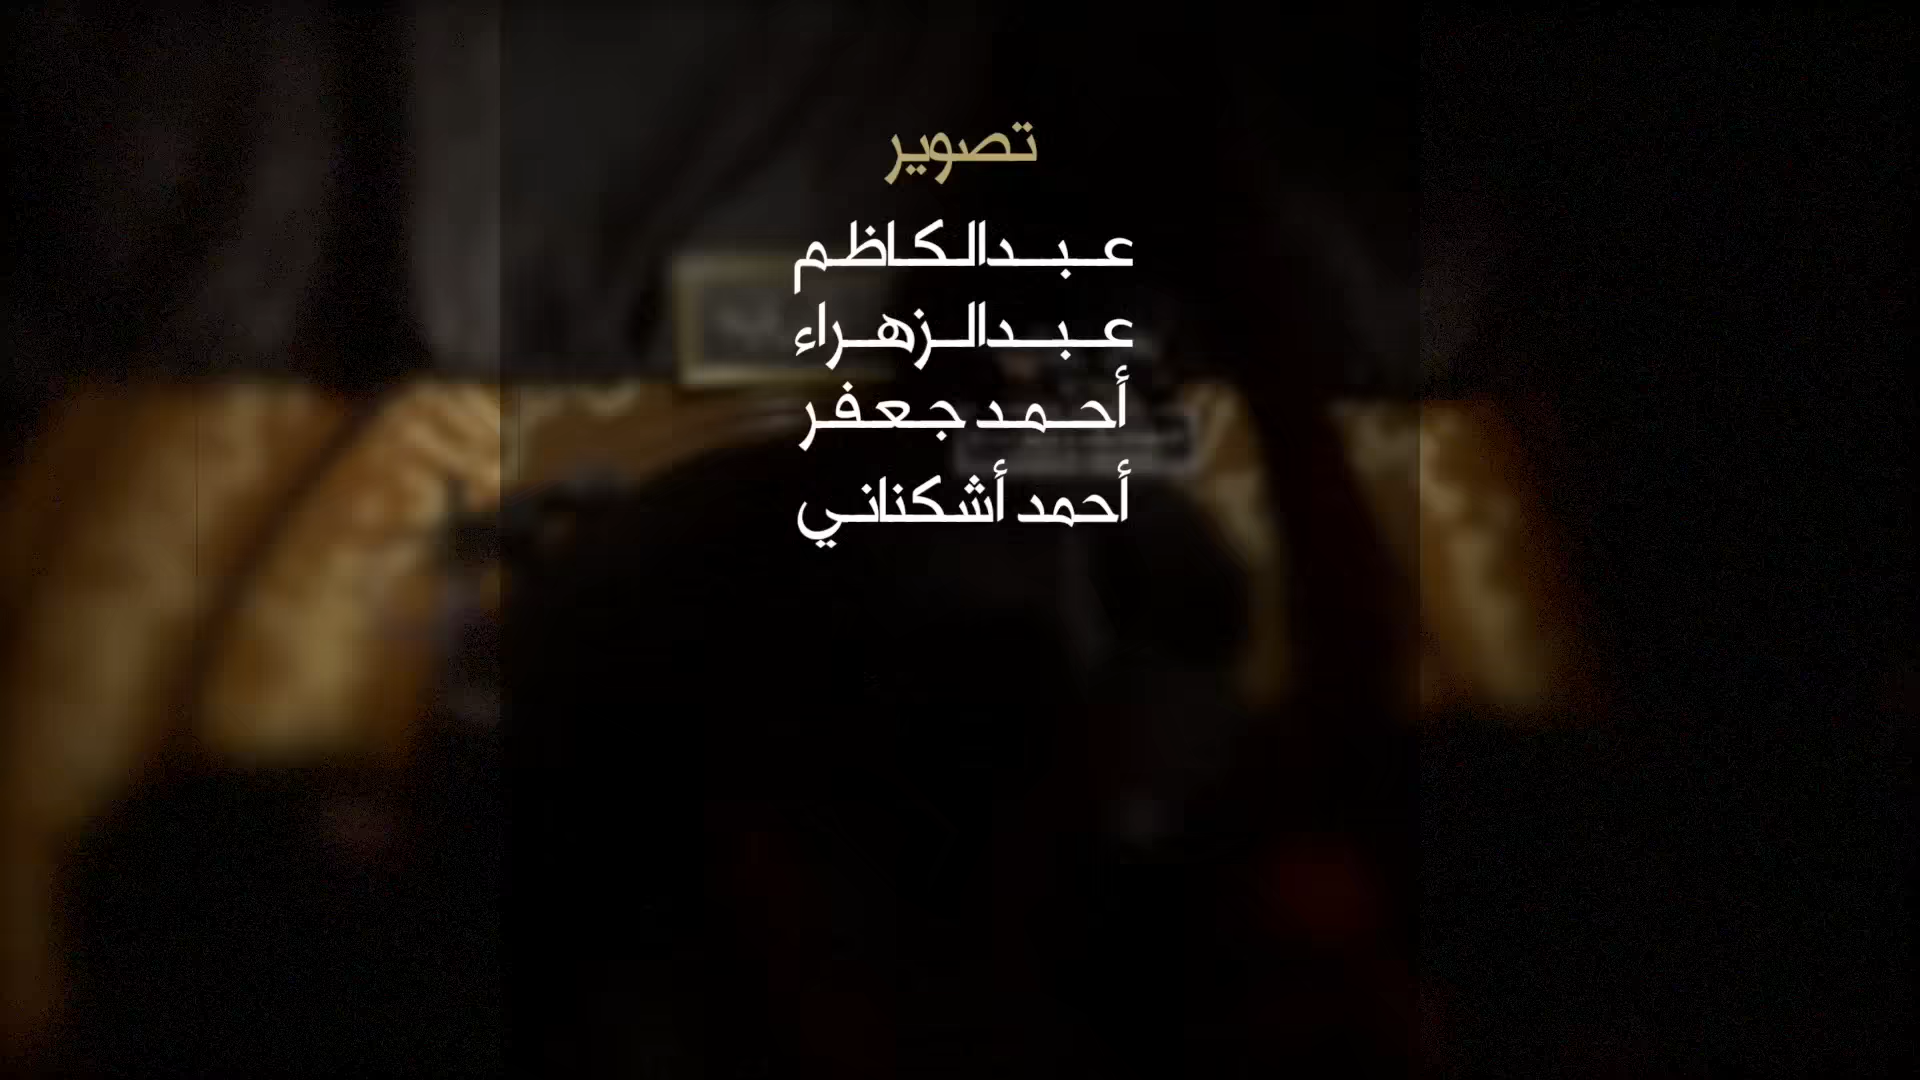 تصوير
عبدالكاظم
عبدالزهراء
أحمد جعفر
أحمد أشكناني